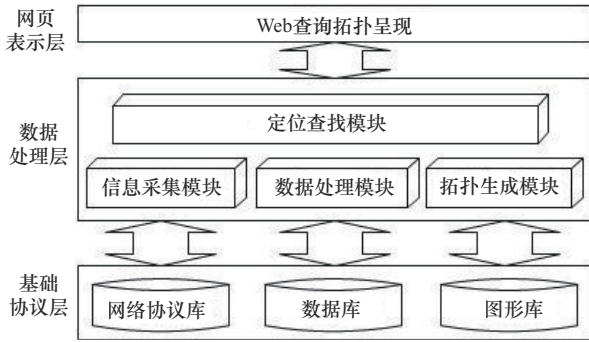 网页
表示层
Web查询拓扑呈现
数据
处理层
定位查找模块
信息采集模块 数据处理模块 拓扑生成模块
基础
协议层
网络协议库 数据库 图形库